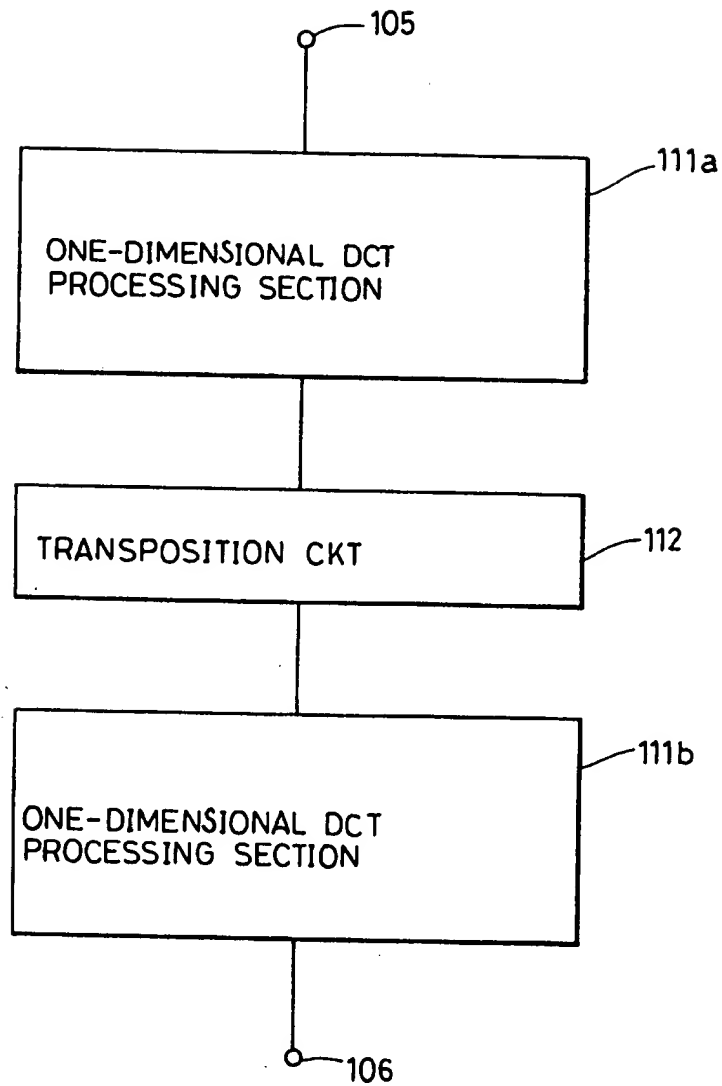 105
111a
ONE-DIMENSIONAL DCT
PROCESSING SECTION
TRANSPOSITION CKT
112
111b
ONE-DIMENSIONAL DCT
PROCESSING SECTION
106